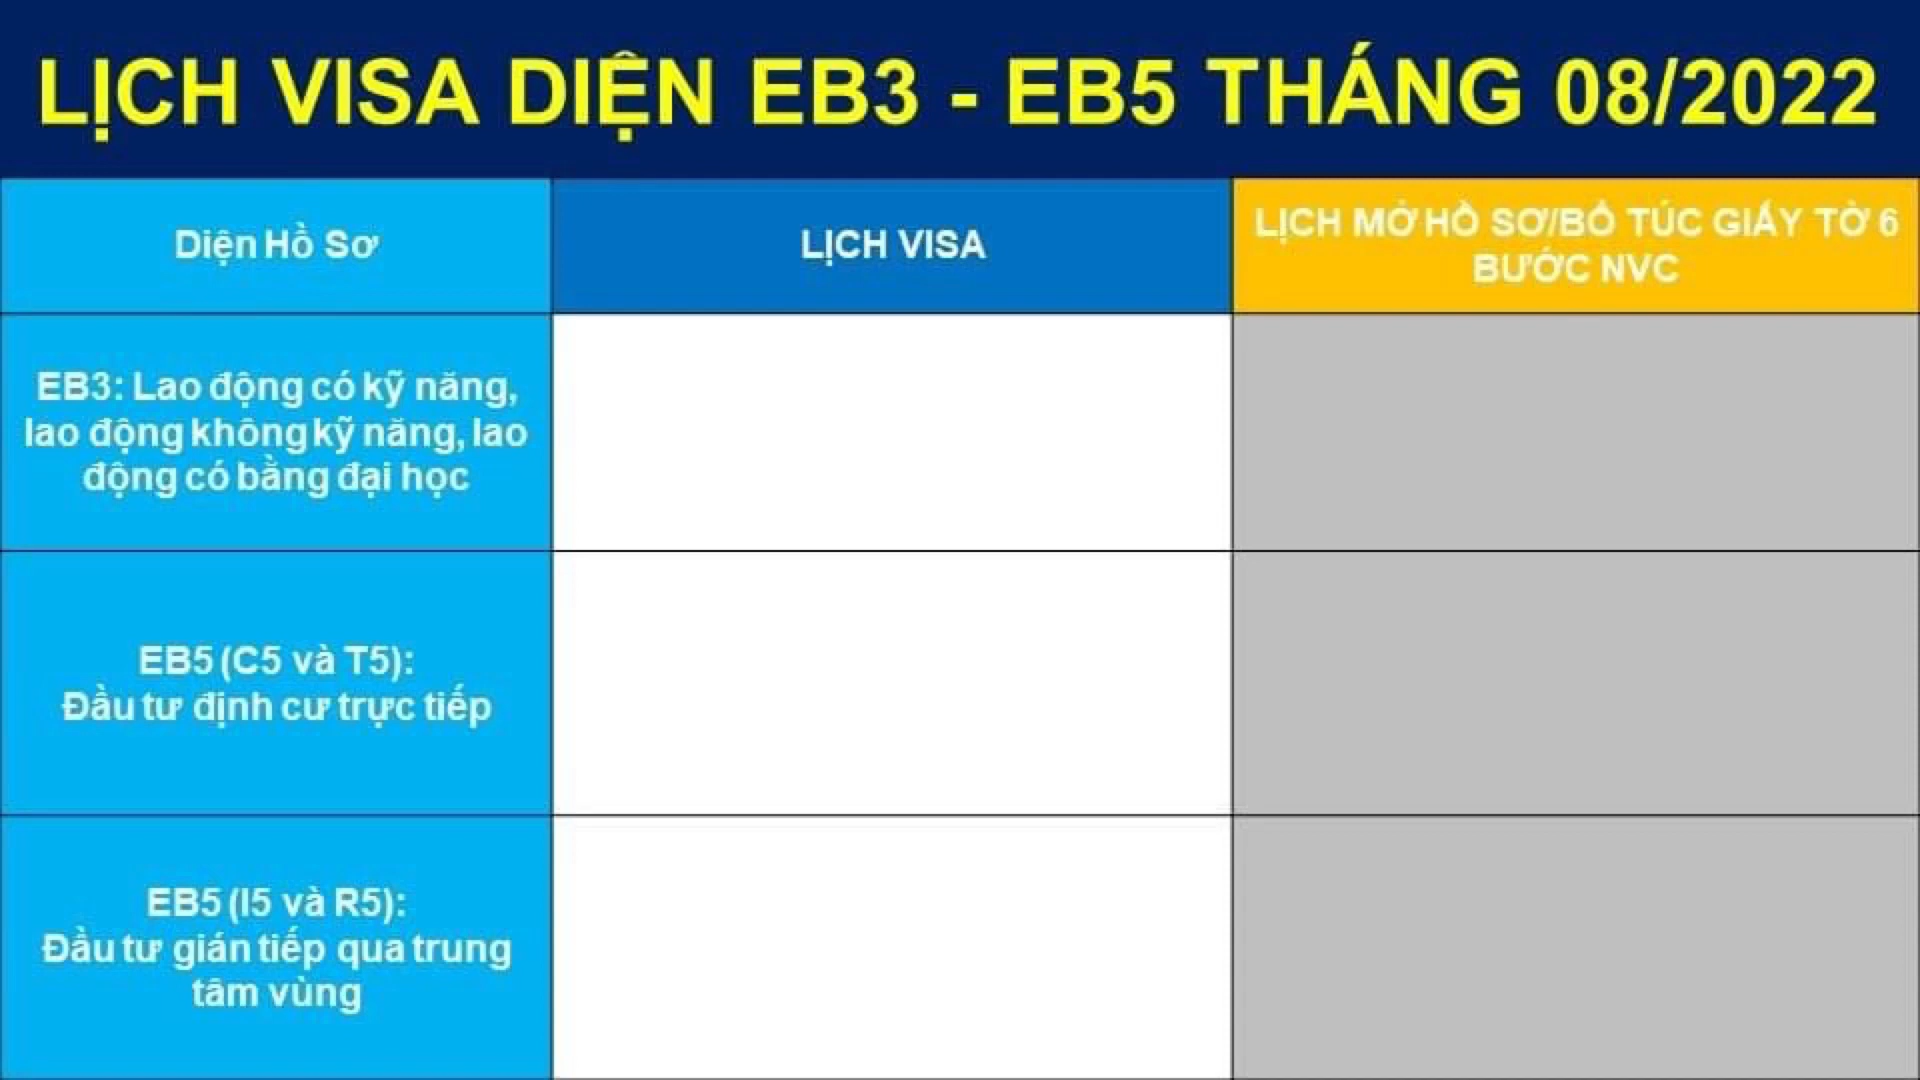 LỊCH VISA DIỆN EB3 - EB5 THÁNG 08/2022
Diện Hồ Sơ
LỊCH VISA
LỊCH MỞ HỒ SƠ/BỔ TÚC GIẤY TỜ 6
BƯỚC NVC
EB3: Lao động có kỹ năng,
lao động không kỹ năng, lao
động có bằng đại học
EB5 (C5 và T5):
Đầu tư định cư trực tiếp
EB5 (I5 và R5):
Đầu tư gián tiếp qua trung
tâm vùng